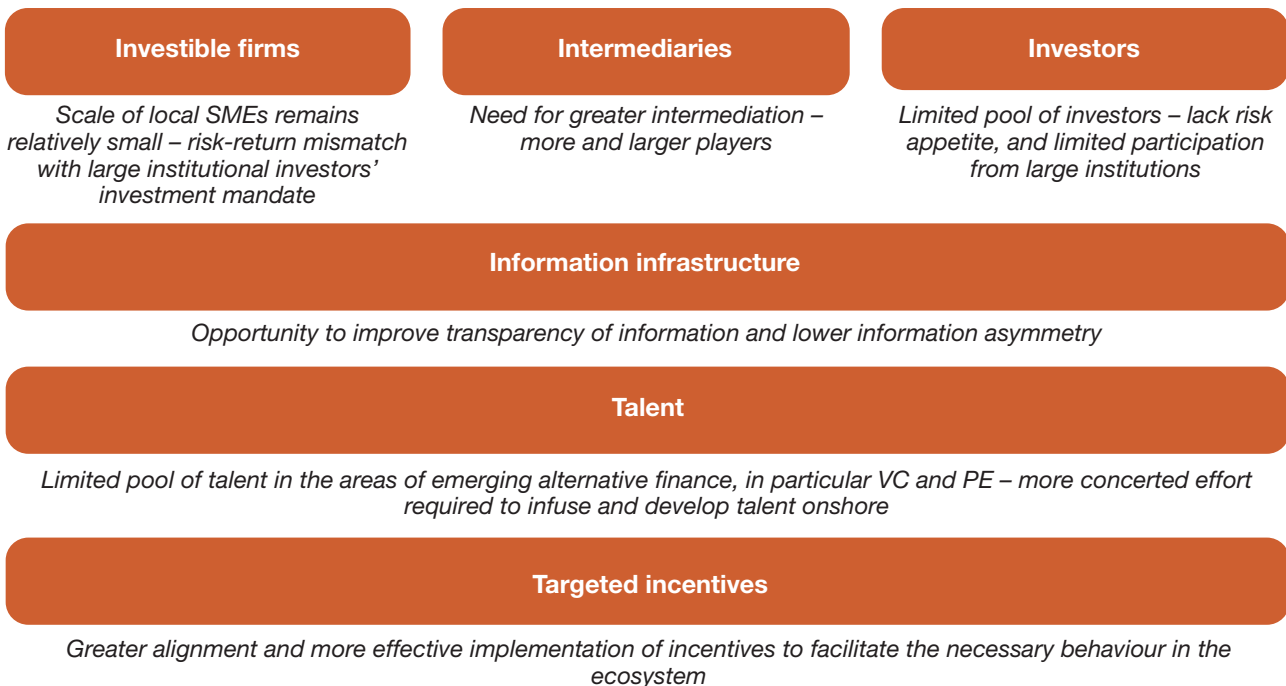 Investible firms
Scale of local SMEs remains
relatively small – risk-return mismatch
with large institutional investors’
investment mandate
Intermediaries
Need for greater intermediation –
more and larger players
Investors
Limited pool of investors – lack risk
appetite, and limited participation
from large institutions
Information infrastructure
Opportunity to improve transparency of information and lower information asymmetry
Talent
Limited pool of talent in the areas of emerging alternative finance, in particular VC and PE – more concerted effort
required to infuse and develop talent onshore
Targeted incentives
Greater alignment and more effective implementation of incentives to facilitate the necessary behaviour in the
ecosystem